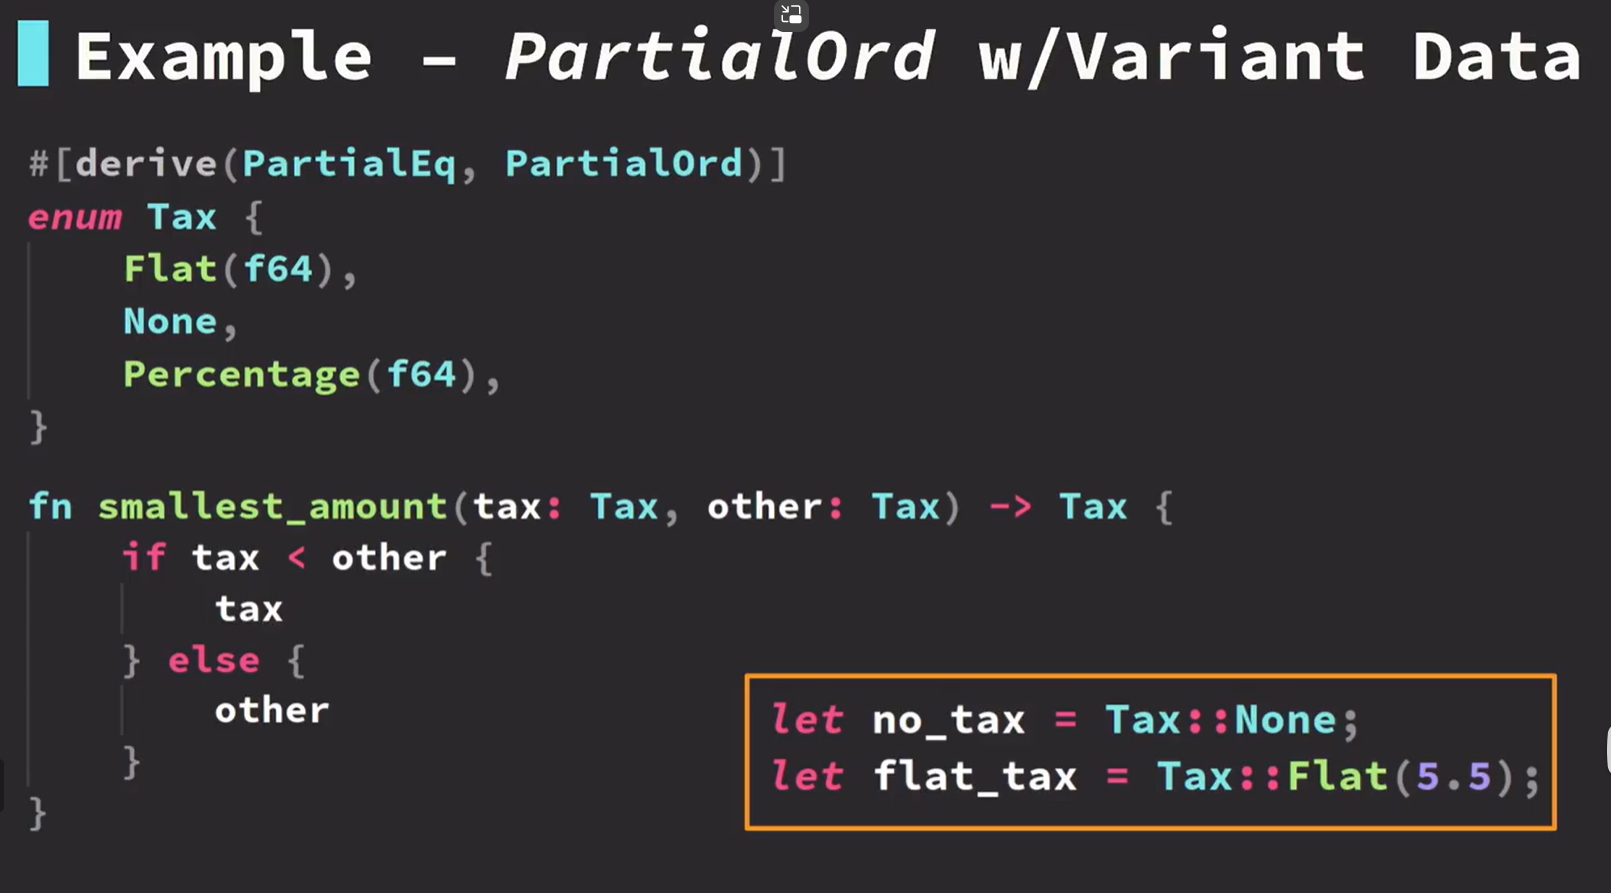 Example – PartialOrd w/Variant Data
#[derive(PartialEq, PartialOrd)]
enum Tax {
    Flat(f64),
    None,
    Percentage(f64),
}
fn smallest_amount(tax: Tax, other: Tax) -> Tax {
    if tax < other {
        tax
    } else {
        other
    }
}
let no_tax = Tax::None;
let flat_tax = Tax::Flat(5.5);